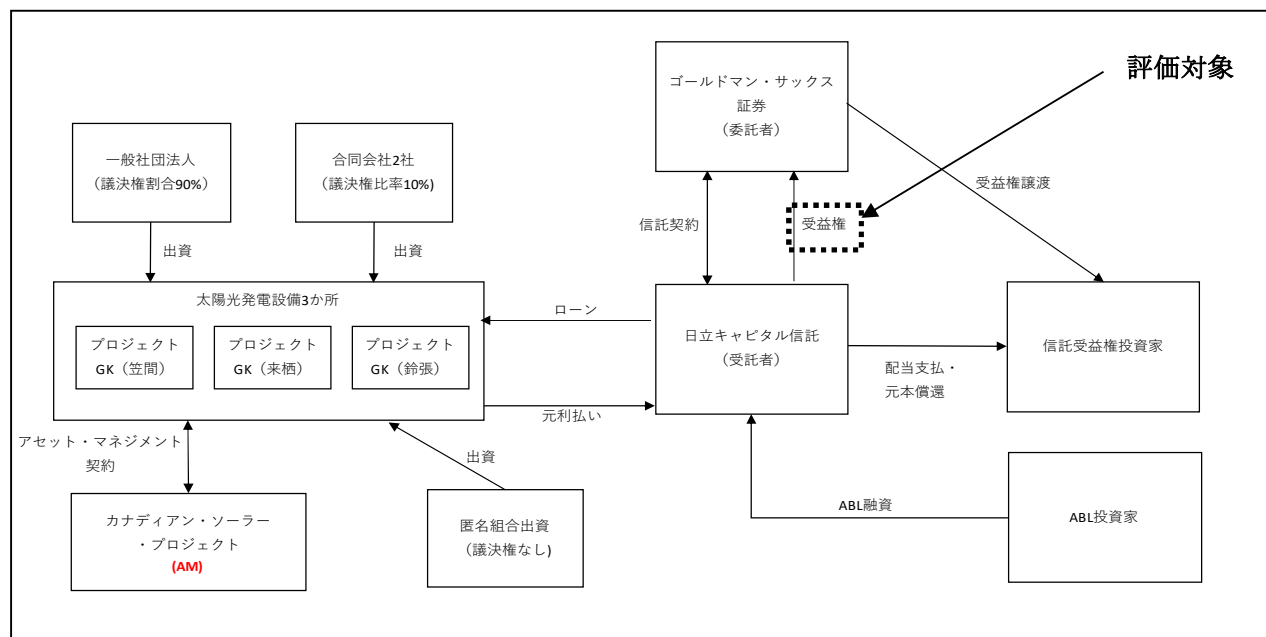 評価対象
ゴールドマン・サックス
証券
（委託者）
一般社団法人
（議決権割合90%）
合同会社2社
（議決権比率10%)
受益権譲渡
信託契約
受益権
出資
出資
太陽光発電設備3か所
プロジェクト
GK（笠間）
プロジェクト
GK（来栖）
プロジェクト
GK（鈴張）
ローン
日立キャピタル信託
（受託者）
信託受益権投資家
配当支払・
元本償還
元利払い
アセット・マネジメント
契約
出資
カナディアン・ソーラー
・プロジェクト
(AM)
匿名組合出資
（議決権なし)
ABL融資
ABL投資家